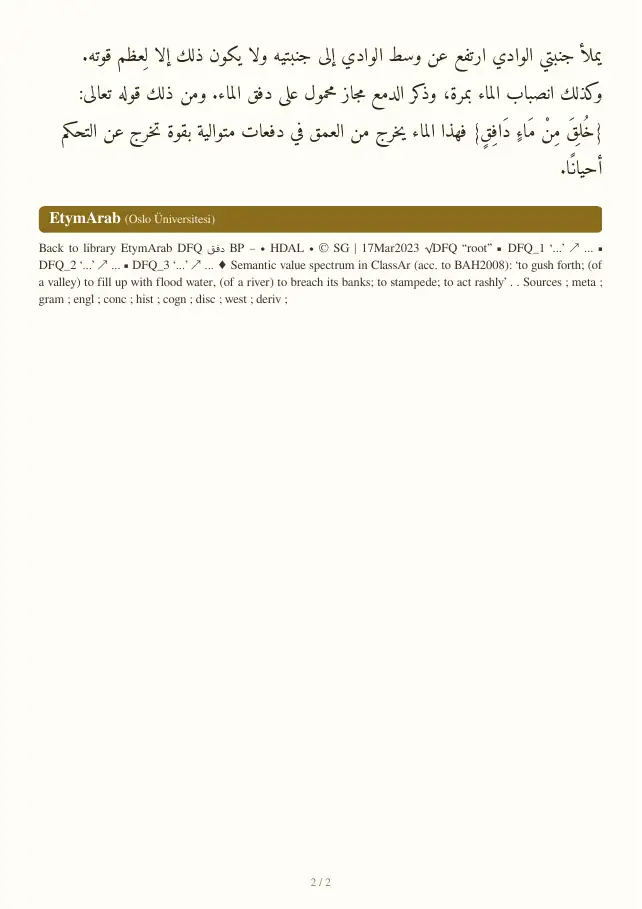 يملأ جنبتي الوادي ارتفع عن وسط الوادي إلى جنبتيه ولا يكون ذلك إلا لِعظم قوته.
وكذلك انصباب الماء بمرة، وذكر الدمع مجاز محمول على دفق الماء. ومن ذلك قوله تعالى:
{خُلِقَ مِنْ مَاءٍ دَافِقٍ} فهذا الماء يخرج من العمق في دفعات متوالية بقوة تخرج عن التحكم
أحيانًا.
EtymArab (Oslo Üniversitesi)
Back to library EtymArab DFQ دفق BP – • HDAL • © SG | 17Mar2023 √DFQ “root” ▪ DFQ_1 ‘...’ ↗ ... ▪
DFQ_2 ‘...’ ↗ ... ▪ DFQ_3 ‘...’ ↗ ... ♦ Semantic value spectrum in ClassAr (acc. to BAH2008): ‘to gush forth; (of
a valley) to fill up with flood water, (of a river) to breach its banks; to stampede; to act rashly’ . . Sources ; meta ;
gram ; engl ; conc ; hist ; cogn ; disc ; west ; deriv ;
2 / 2